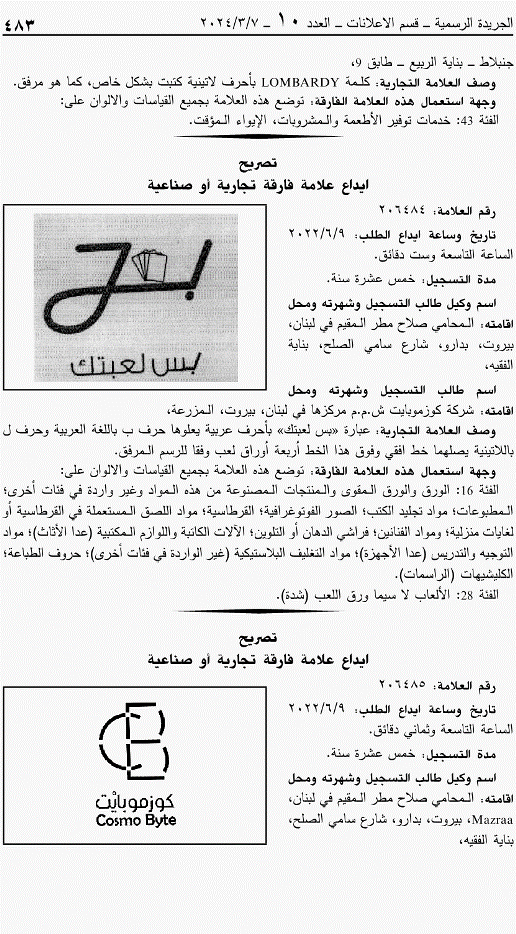 الجريدة الرسمية ـ قسم الاعلانات ـ العدد ١٠ ـ ٢٠٢٤/٣/٧
٤٨٣
جنبلاط ـ بناية الربيع ـ طابق 9،
وصف العلامة التجارية: كلمة LOMBARDY بأحرف لاتينية كتبت بشكل خاص، كما هو مرفق.
وجهة استعمال هذه العلامة الفارقة: توضع هذه العلامة بجميع القياسات والالوان على:
الفئة 43: خدمات توفير الأطعمة والمشروبات، الإيواء المؤقت.
تصريح
ايداع علامة فارقة تجارية أو صناعية
رقم العلامة: ٢٠٦٤٨٤
تاريخ وساعة ايداع الطلب: ٢٠٢٢/٦/٩
الساعة التاسعة وست دقائق.
مدة التسجيل: خمس عشرة سنة.
اسم وكيل طالب التسجيل وشهرته ومحل
اقامته: المحامي صلاح مطر المقيم في لبنان،
بيروت، بدارو، شارع سامي الصلح، بناية
الفقيه،
بس لعبتك
اسم طالب التسجيل وشهرته ومحل
اقامته: شركة كوزموبايت ش.م.م مركزها في لبنان، بيروت، المزرعة،
وصف العلامة التجارية: عبارة «بس لعبتك» بأحرف عربية يعلوها حرف ب باللغة العربية وحرف ل
باللاتينية يصلهما خط افقي وفوق هذا الخط أربعة أوراق لعب وفقا للرسم المرفق.
وجهة استعمال هذه العلامة الفارقة: توضع هذه العلامة بجميع القياسات والالوان على:
الفئة 16: الورق والورق المقوى والمنتجات المصنوعة من هذه المواد وغير واردة في فئات أخرى؛
المطبوعات؛ مواد تجليد الكتب؛ الصور الفوتوغرافية؛ القرطاسية؛ مواد اللصق المستعملة في القرطاسية أو
لغايات منزلية؛ ومواد الفنانين؛ فراشي الدهان أو التلوين؛ الآلات الكاتبة واللوازم المكتبية (عدا الأثاث)؛ مواد
التوجيه والتدريس (عدا الأجهزة)؛ مواد التغليف البلاستيكية (غير الواردة في فئات أخرى)؛ حروف الطباعة؛
الكليشيهات (الراسمات).
الفئة 28: الألعاب لا سيما ورق اللعب (شدة).
تصريح
ايداع علامة فارقة تجارية أو صناعية
رقم العلامة: ٢٠٦٤٨٥
تاريخ وساعة ايداع الطلب: ٢٠٢٢/٦/٩
الساعة التاسعة وثماني دقائق.
مدة التسجيل: خمس عشرة سنة.
اسم وكيل طالب التسجيل وشهرته ومحل
اقامته: المحامي صلاح مطر المقيم في لبنان،
Mazraa، بيروت، بدارو، شارع سامي الصلح،
بناية الفقيه،
كوزموبايْت
Cosmo Byte